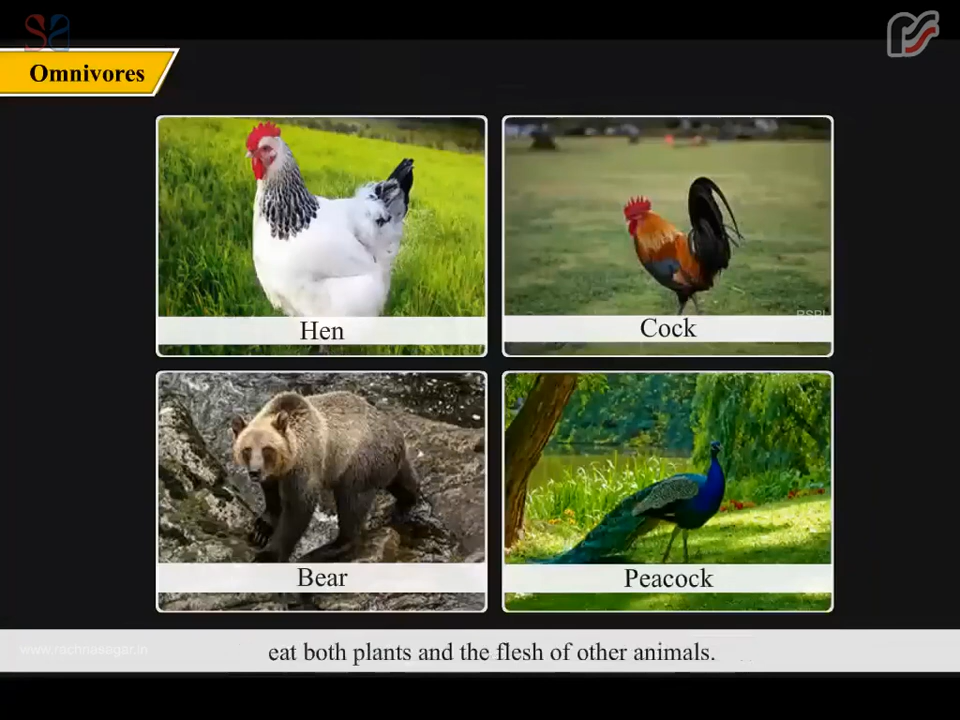 Omnivores
Hen
Cock
Bear
Peacock
www.rachnasagar.in
eat both plants and the flesh of other animals.